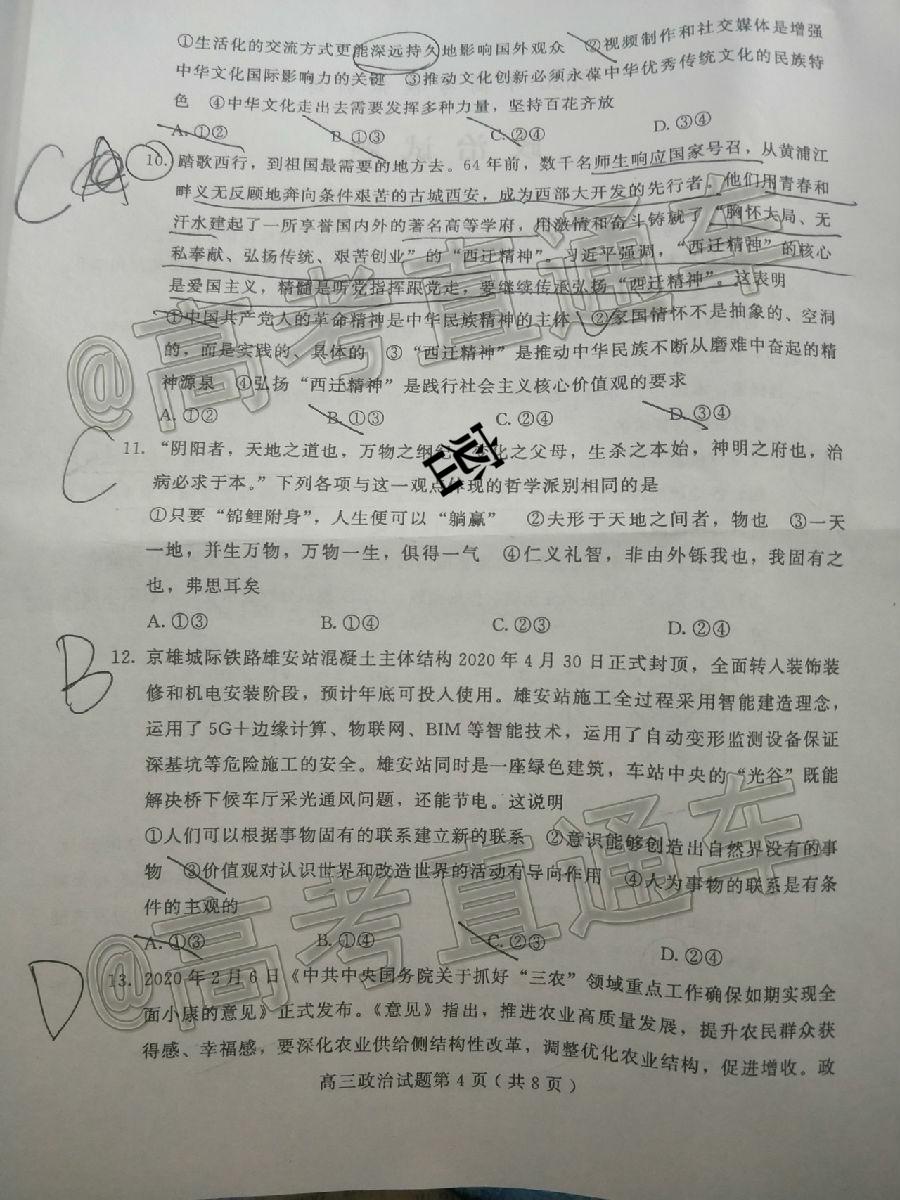 ①生活化的交流方式更能深远持久地影响国外观众 ②视频制作和社交媒体是增强
中华文化国际影响力的关键 ③推动文化创新必须永葆中华优秀传统文化的民族特
色 ④中华文化走出去需要发挥多种力量，坚持百花齐放
A. ①② B. ①③ C. ②④ D. ③④
C
10. 踏歌西行，到祖国最需要的地方去。64年前，数千名师生响应国家号召，从黄浦江
畔义无反顾地奔向条件艰苦的古城西安，成为西部大开发的先行者。他们用青春和
汗水建起了一所享誉国内外的著名高等学府，用激情和奋斗铸就了“胸怀大局、无
私奉献、弘扬传统、艰苦创业”的“西迁精神”。习近平强调，“西迁精神”的核心
是爱国主义，精髓是听党指挥跟党走，要继续传承弘扬“西迁精神”。这表明
①中国共产党人的革命精神是中华民族精神的主体 ②家国情怀不是抽象的、空洞
的，而是实践的、具体的 ③“西迁精神”是推动中华民族不断从磨难中奋起的精
神源泉 ④弘扬“西迁精神”是践行社会主义核心价值观的要求
A. ①② B. ①③ C. ②④ D. ③④
C
11. “阴阳者，天地之道也，万物之纲纪，变化之父母，生杀之本始，神明之府也，治
病必求于本。”下列各项与这一观点体现的哲学派别相同的是
密
①只要“锦鲤附身”，人生便可以“躺赢” ②夫形于天地之间者，物也 ③一天
一地，并生万物，万物一生，俱得一气 ④仁义礼智，非由外铄我也，我固有之
也，弗思耳矣
A. ①③ B. ①④ C. ②③ D. ②④
B
12. 京雄城际铁路雄安站混凝土主体结构2020年4月30日正式封顶，全面转入装饰装
修和机电安装阶段，预计年底可投入使用。雄安站施工全过程采用智能建造理念，
运用了5G+边缘计算、物联网、BIM等智能技术，运用了自动变形监测设备保证
深基坑等危险施工的安全。雄安站同时是一座绿色建筑，车站中央的“光谷”既能
解决桥下候车厅采光通风问题，还能节电。这说明
①人们可以根据事物固有的联系建立新的联系 ②意识能够创造出自然界没有的事
物 ③价值观对认识世界和改造世界的活动有导向作用 ④人为事物的联系是有条
件的主观的
A. ①③ B. ①④ C. ②③ D. ②④
D
13. 2020年2月6日《中共中央国务院关于抓好“三农”领域重点工作确保如期实现全
面小康的意见》正式发布。《意见》指出，推进农业高质量发展，提升农民群众获
得感、幸福感，要深化农业供给侧结构性改革，调整优化农业结构，促进增收。政
高三政治试题第4页（共8页）
@高考直通车
@高考直通车